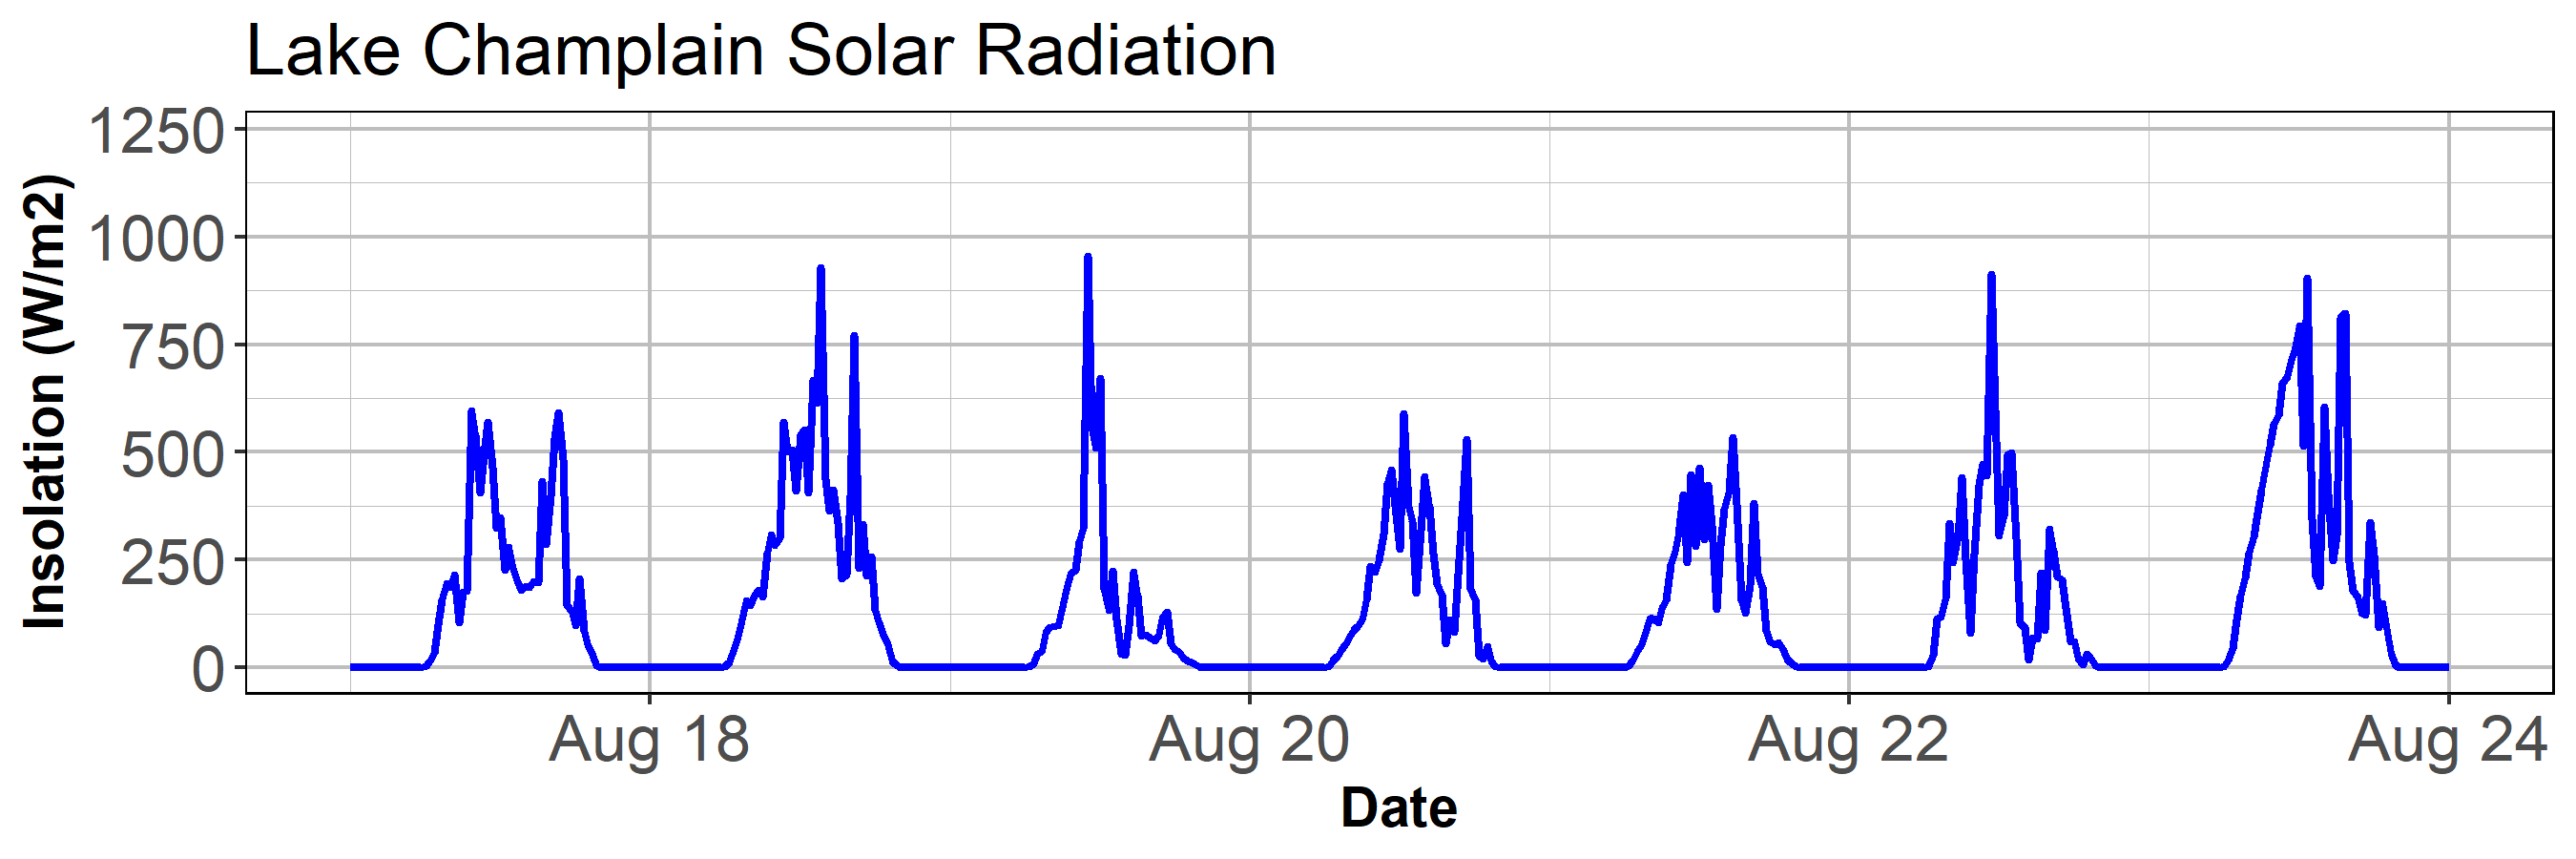 Lake Champlain Solar Radiation
Insolation (W/m2)
1250
1000
750
500
250
0
Aug 18 Aug 20 Aug 22 Aug 24
Date